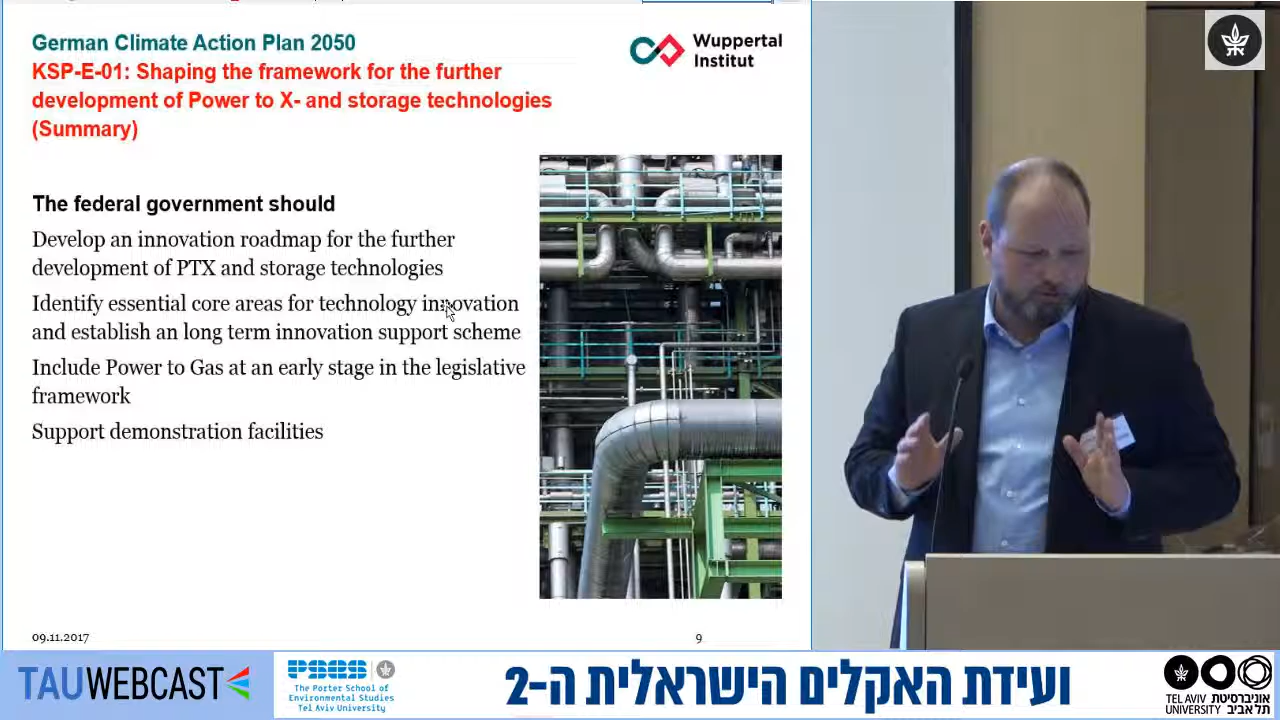 German Climate Action Plan 2050
KSP-E-01: Shaping the framework for the further
development of Power to X- and storage technologies
(Summary)
Wuppertal
Institut
The federal government should
Develop an innovation roadmap for the further
development of PTX and storage technologies
Identify essential core areas for technology innovation
and establish an long term innovation support scheme
Include Power to Gas at an early stage in the legislative
framework
Support demonstration facilities
09.11.2017
9
TAUWEBCAST
PSES
The Porter School of
Environmental Studies
Tel Aviv University
ועידת האקלים הישראלית ה-2
TEL AVIV אוניברסיטת
UNIVERSITY תל אביב